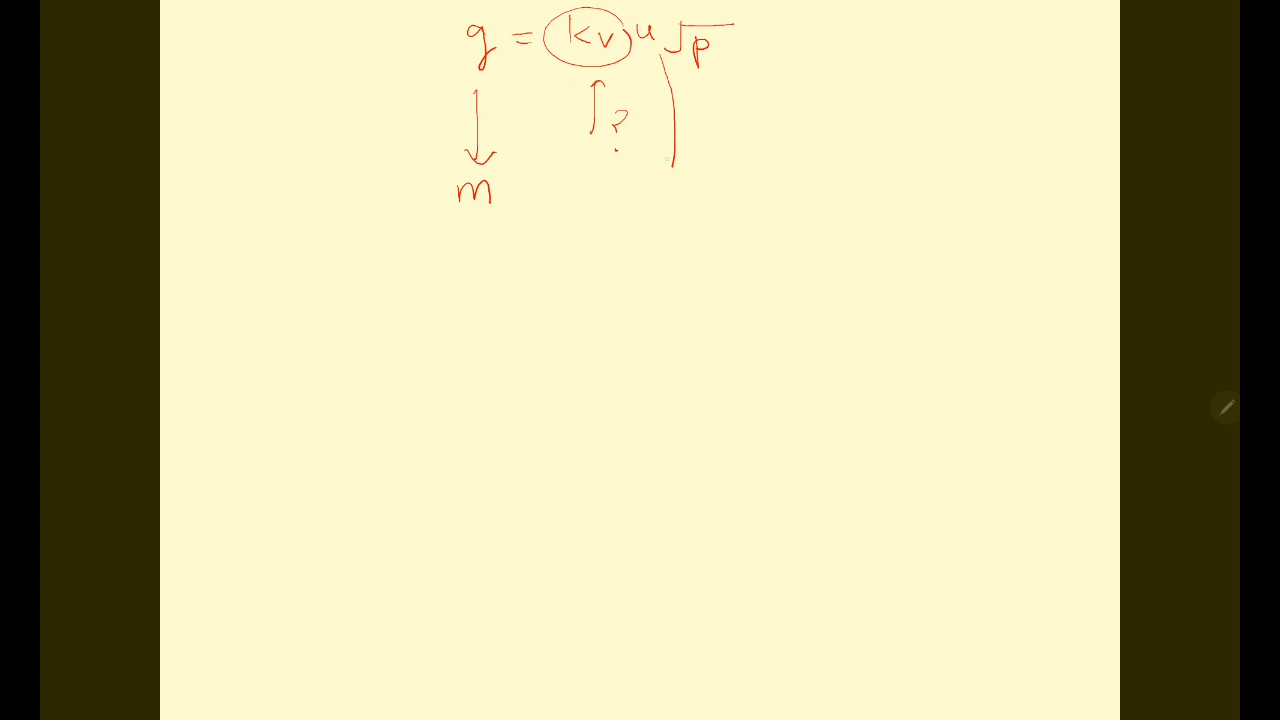 g = kv u √p
?
m